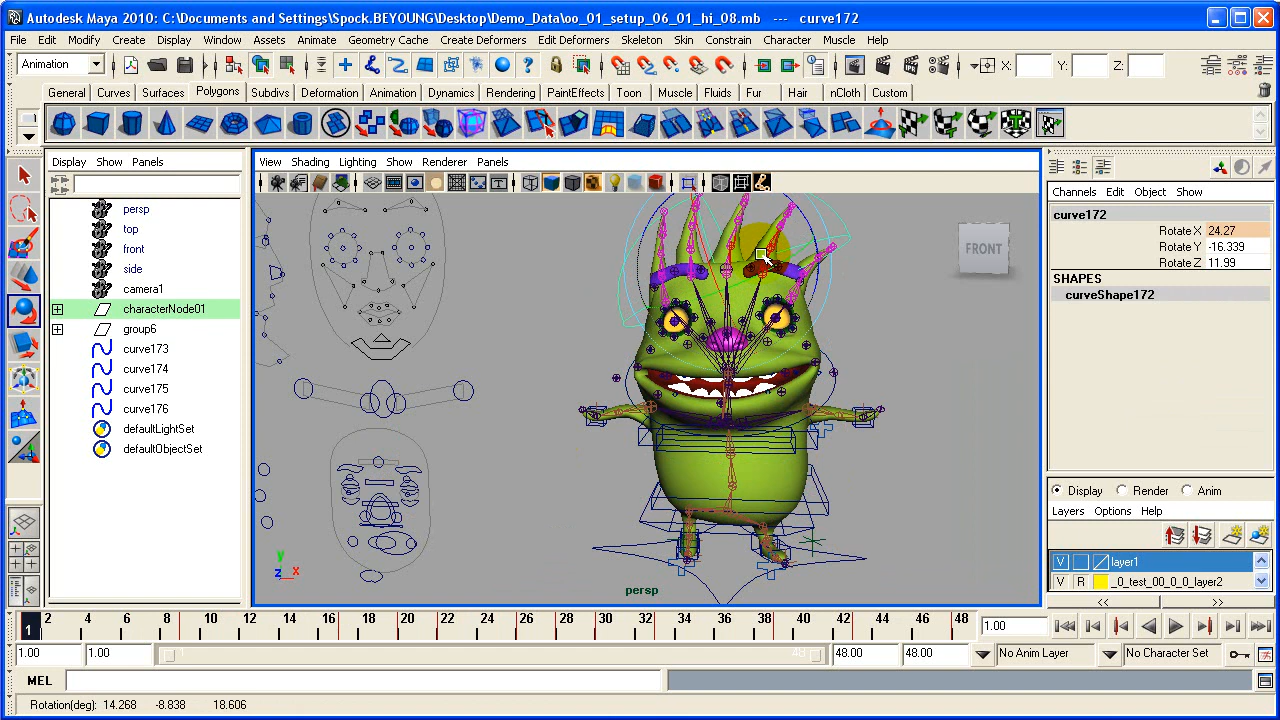 Autodesk Maya 2010: C:\Documents and Settings\Spock.BEYOUNG\Desktop\Demo_Data\oo_01_setup_06_01_hi_08.mb --- curve172
File Edit Modify Create Display Window Assets Animate Geometry Cache Create Deformers Edit Deformers Skeleton Skin Constrain Character Muscle Help
Animation X: Y: Z:
General Curves Surfaces Polygons Subdivs Deformation Animation Dynamics Rendering PaintEffects Toon Muscle Fluids Fur Hair nCloth Custom
Display Show Panels
View Shading Lighting Show Renderer Panels
persp
top
front
side
camera1
characterNode01
group6
curve173
curve174
curve175
curve176
defaultLightSet
defaultObjectSet
FRONT
y
z x
persp
Channels Edit Object Show
curve172
Rotate X 24.27
Rotate Y -16.339
Rotate Z 11.99
SHAPES
curveShape172
Display Render Anim
Layers Options Help
V layer1
V R _0_test_00_0_0_layer2
<< >>
1 2 4 6 8 10 12 14 16 18 20 22 24 26 28 30 32 34 36 38 40 42 44 46 48 1.00
1.00 1.00 48 48.00 48.00 No Anim Layer No Character Set
MEL
Rotation(deg): 14.268 -8.838 18.606